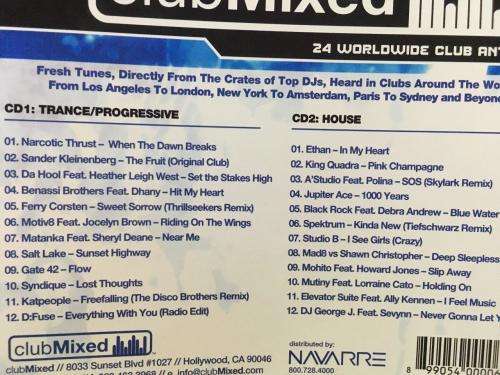 clubMixed
24 WORLDWIDE CLUB
Fresh Tunes, Directly From The Crates of Top DJs, Heard in Clubs Around The
From Los Angeles To London, New York To Amsterdam, Paris To Sydney and
CD1: TRANCE/PROGRESSIVE
01. Narcotic Thrust – When The Dawn Breaks
02. Sander Kleinenberg – The Fruit (Original Club)
03. Da Hool Feat. Heather Leigh West – Set the Stakes High
04. Benassi Brothers Feat. Dhany – Hit My Heart
05. Ferry Corsten – Sweet Sorrow (Thrillseekers Remix)
06. Motiv8 Feat. Jocelyn Brown – Riding On The Wings
07. Matanka Feat. Sheryl Deane – Near Me
08. Salt Lake – Sunset Highway
09. Gate 42 – Flow
10. Syndique – Lost Thoughts
11. Katpeople – Freefalling (The Disco Brothers Remix)
12. D:Fuse – Everything With You (Radio Edit)
CD2: HOUSE
01. Ethan – In My Heart
02. King Quadra – Pink Champagne
03. A'Studio Feat. Polina – SOS (Skylark Remix)
04. Jupiter Ace – 1000 Years
05. Black Rock Feat. Debra Andrew – Blue Water
06. Spektrum – Kinda New (Tiefschwarz Remix)
07. Studio B – I See Girls (Crazy)
08. Mad8 vs Shawn Christopher – Deep Sleepless
09. Mohito Feat. Howard Jones – Slip Away
10. Mutiny Feat. Lorraine Cato – Holding On
11. Elevator Suite Feat. Ally Kennen – I Feel Music
12. DJ George J. Feat. Sevynn – Never Gonna Let
clubMixed
clubMixed // 8033 Sunset Blvd #1027 // Hollywood, CA 90046
info@clubMixed.com
distributed by:
NAVARRE
800.728.4000
8